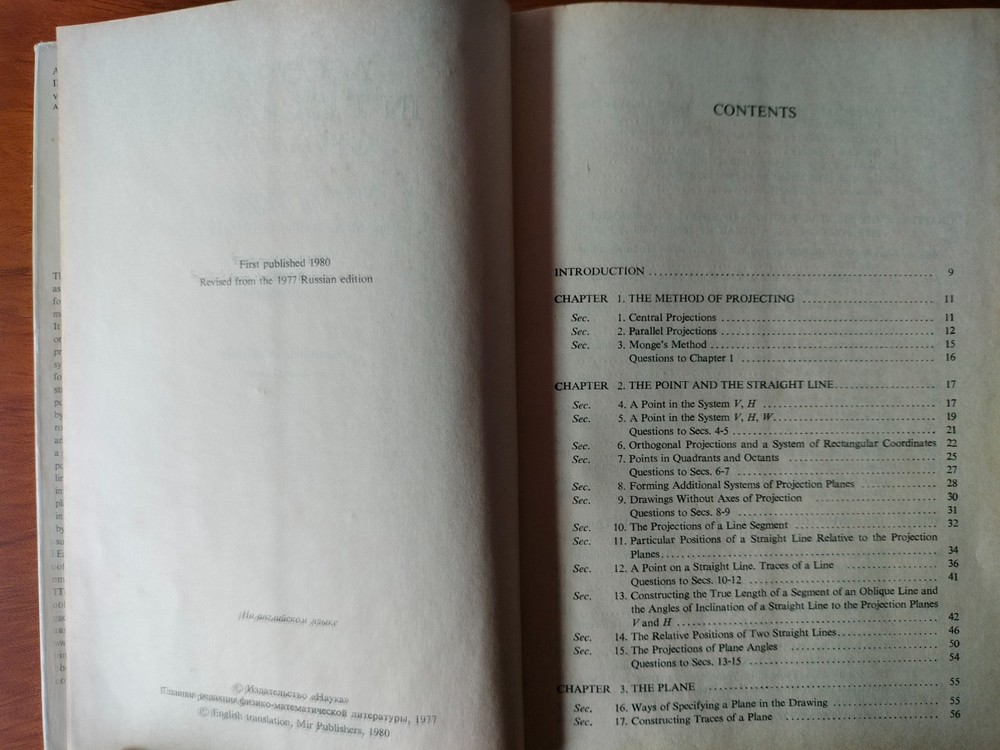 First published 1980
Revised from the 1977 Russian edition
На английском языке
© Издательство «Наука»
Главная редакция физико-математической литературы, 1977
© English translation, Mir Publishers, 1980
CONTENTS
INTRODUCTION 9
CHAPTER 1. THE METHOD OF PROJECTING 11
Sec. 1. Central Projections 11
Sec. 2. Parallel Projections 12
Sec. 3. Monge's Method 15
Questions to Chapter 1 16
CHAPTER 2. THE POINT AND THE STRAIGHT LINE 17
Sec. 4. A Point in the System V, H 17
Sec. 5. A Point in the System V, H, W 19
Questions to Secs. 4-5 21
Sec. 6. Orthogonal Projections and a System of Rectangular Coordinates 22
Sec. 7. Points in Quadrants and Octants 25
Questions to Secs. 6-7 27
Sec. 8. Forming Additional Systems of Projection Planes 28
Sec. 9. Drawings Without Axes of Projection 30
Questions to Secs. 8-9 31
Sec. 10. The Projections of a Line Segment 32
Sec. 11. Particular Positions of a Straight Line Relative to the Projection
Planes 34
Sec. 12. A Point on a Straight Line. Traces of a Line 36
Questions to Secs. 10-12 41
Sec. 13. Constructing the True Length of a Segment of an Oblique Line and
the Angles of Inclination of a Straight Line to the Projection Planes
V and H 42
Sec. 14. The Relative Positions of Two Straight Lines 46
Sec. 15. The Projections of Plane Angles 50
Questions to Secs. 13-15 54
CHAPTER 3. THE PLANE 55
Sec. 16. Ways of Specifying a Plane in the Drawing 55
Sec. 17. Constructing Traces of a Plane 56